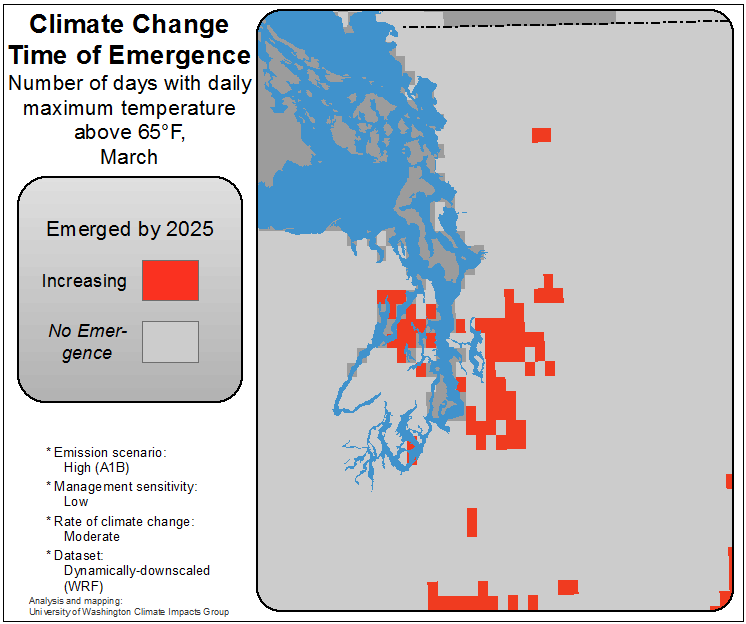 Climate Change
Time of Emergence
Number of days with daily
maximum temperature
above 65°F,
March
Emerged by 2025
Increasing
No Emer-
gence
* Emission scenario:
High (A1B)
* Management sensitivity:
Low
* Rate of climate change:
Moderate
* Dataset:
Dynamically-downscaled
(WRF)
Analysis and mapping:
University of Washington Climate Impacts Group